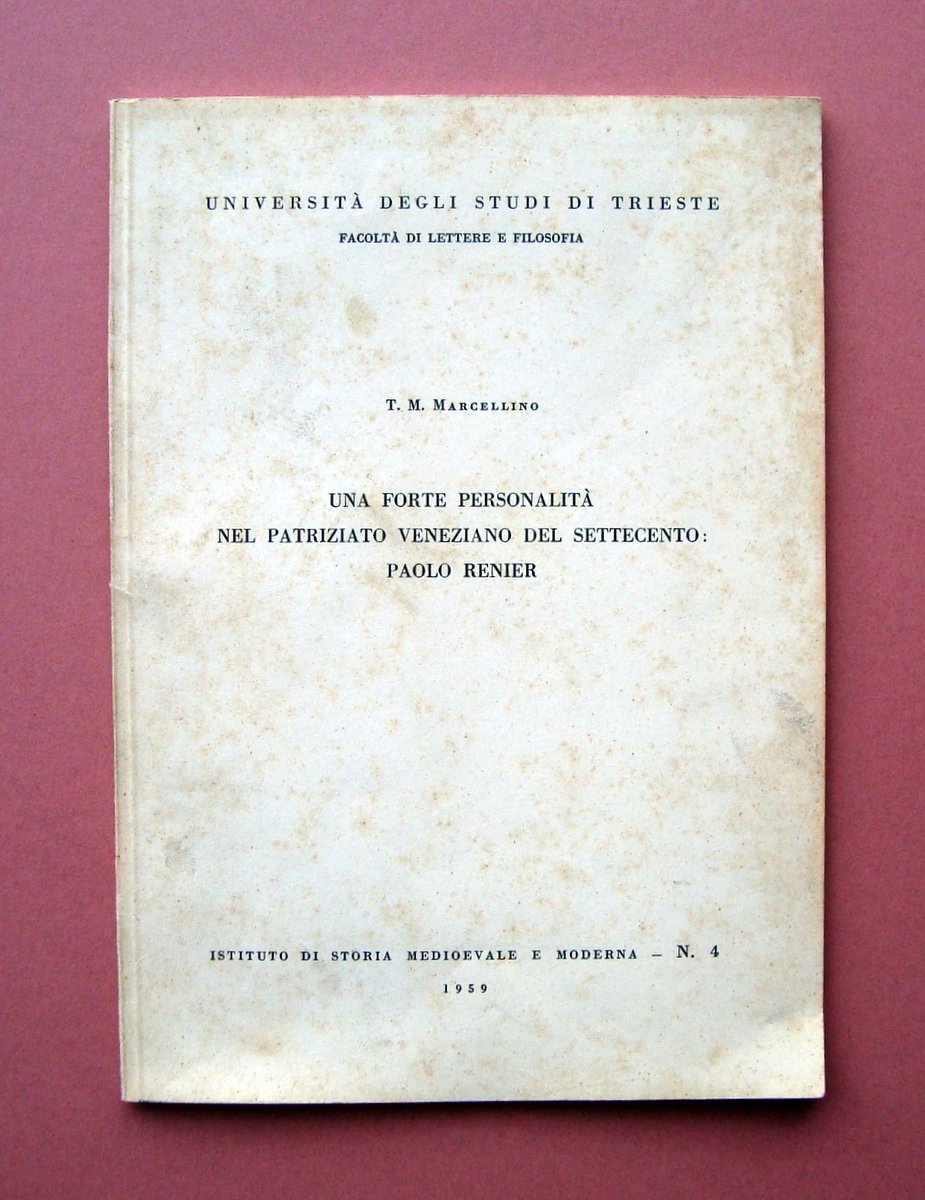 UNIVERSITÀ DEGLI STUDI DI TRIESTE
FACOLTÀ DI LETTERE E FILOSOFIA
T. M. MARCELLINO
UNA FORTE PERSONALITÀ
NEL PATRIZIATO VENEZIANO DEL SETTECENTO:
PAOLO RENIER
ISTITUTO DI STORIA MEDIOEVALE E MODERNA – N. 4
1959